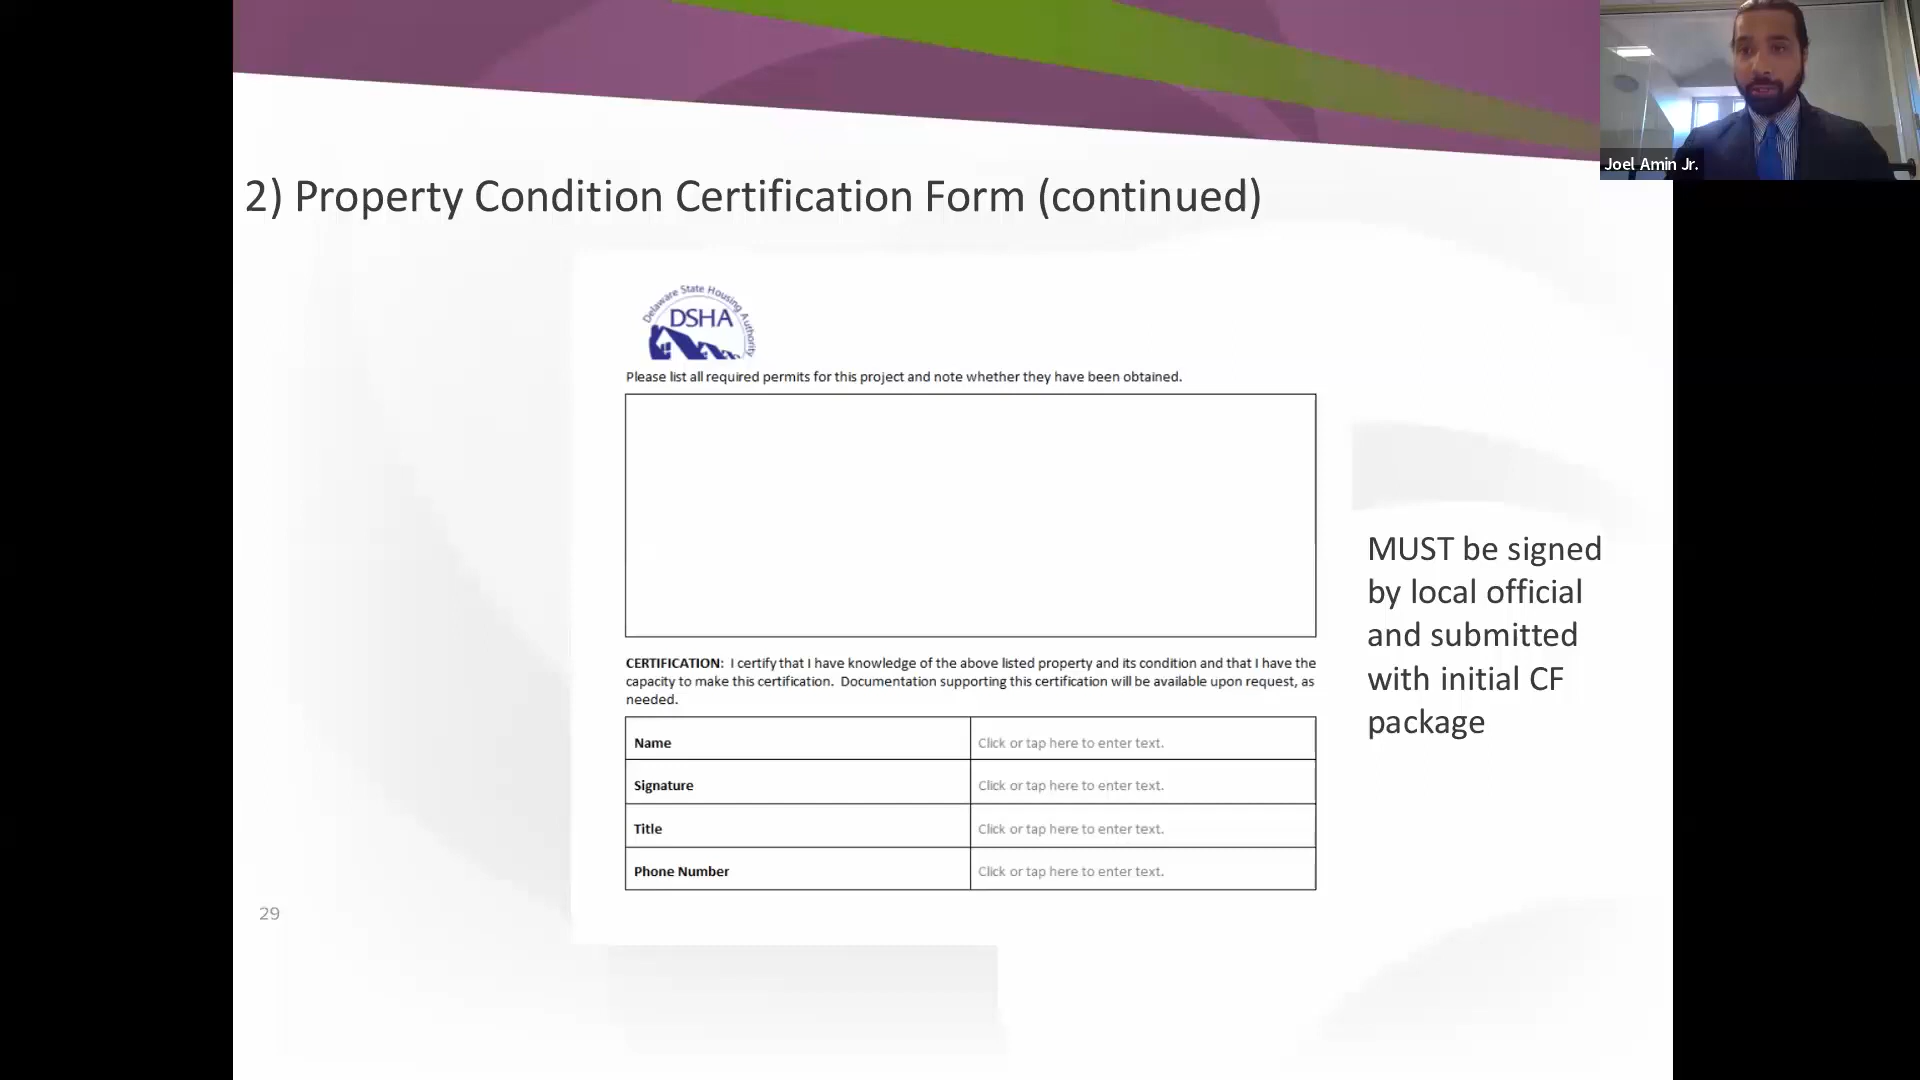 Joel Amin Jr.
2) Property Condition Certification Form (continued)
Delaware State Housing Authority
DSHA
Please list all required permits for this project and note whether they have been obtained.
MUST be signed
by local official
and submitted
with initial CF
package
CERTIFICATION: I certify that I have knowledge of the above listed property and its condition and that I have the
capacity to make this certification. Documentation supporting this certification will be available upon request, as
needed.
Name Click or tap here to enter text.
Signature Click or tap here to enter text.
Title Click or tap here to enter text.
Phone Number Click or tap here to enter text.
29